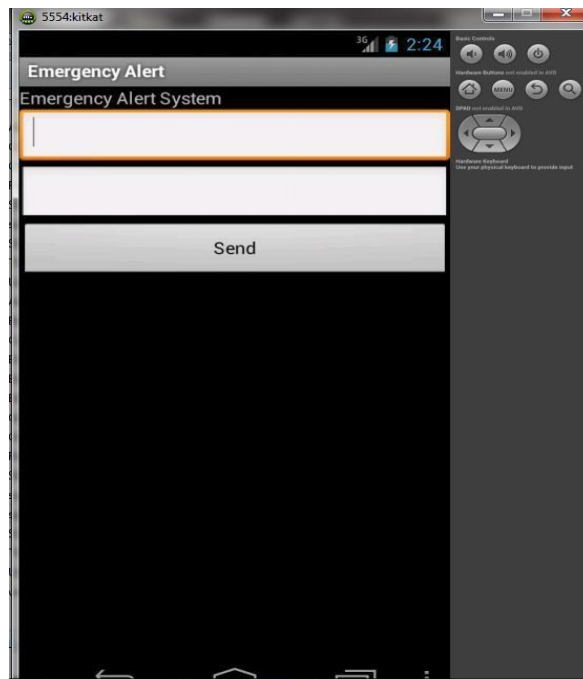 5554:kitkat
3G 2:24
Emergency Alert
Emergency Alert System
Send
Basic Controls
Hardware Buttons not enabled in AVD
MENU
DPAD not enabled in AVD
Hardware Keyboard
Use your physical keyboard to provide input